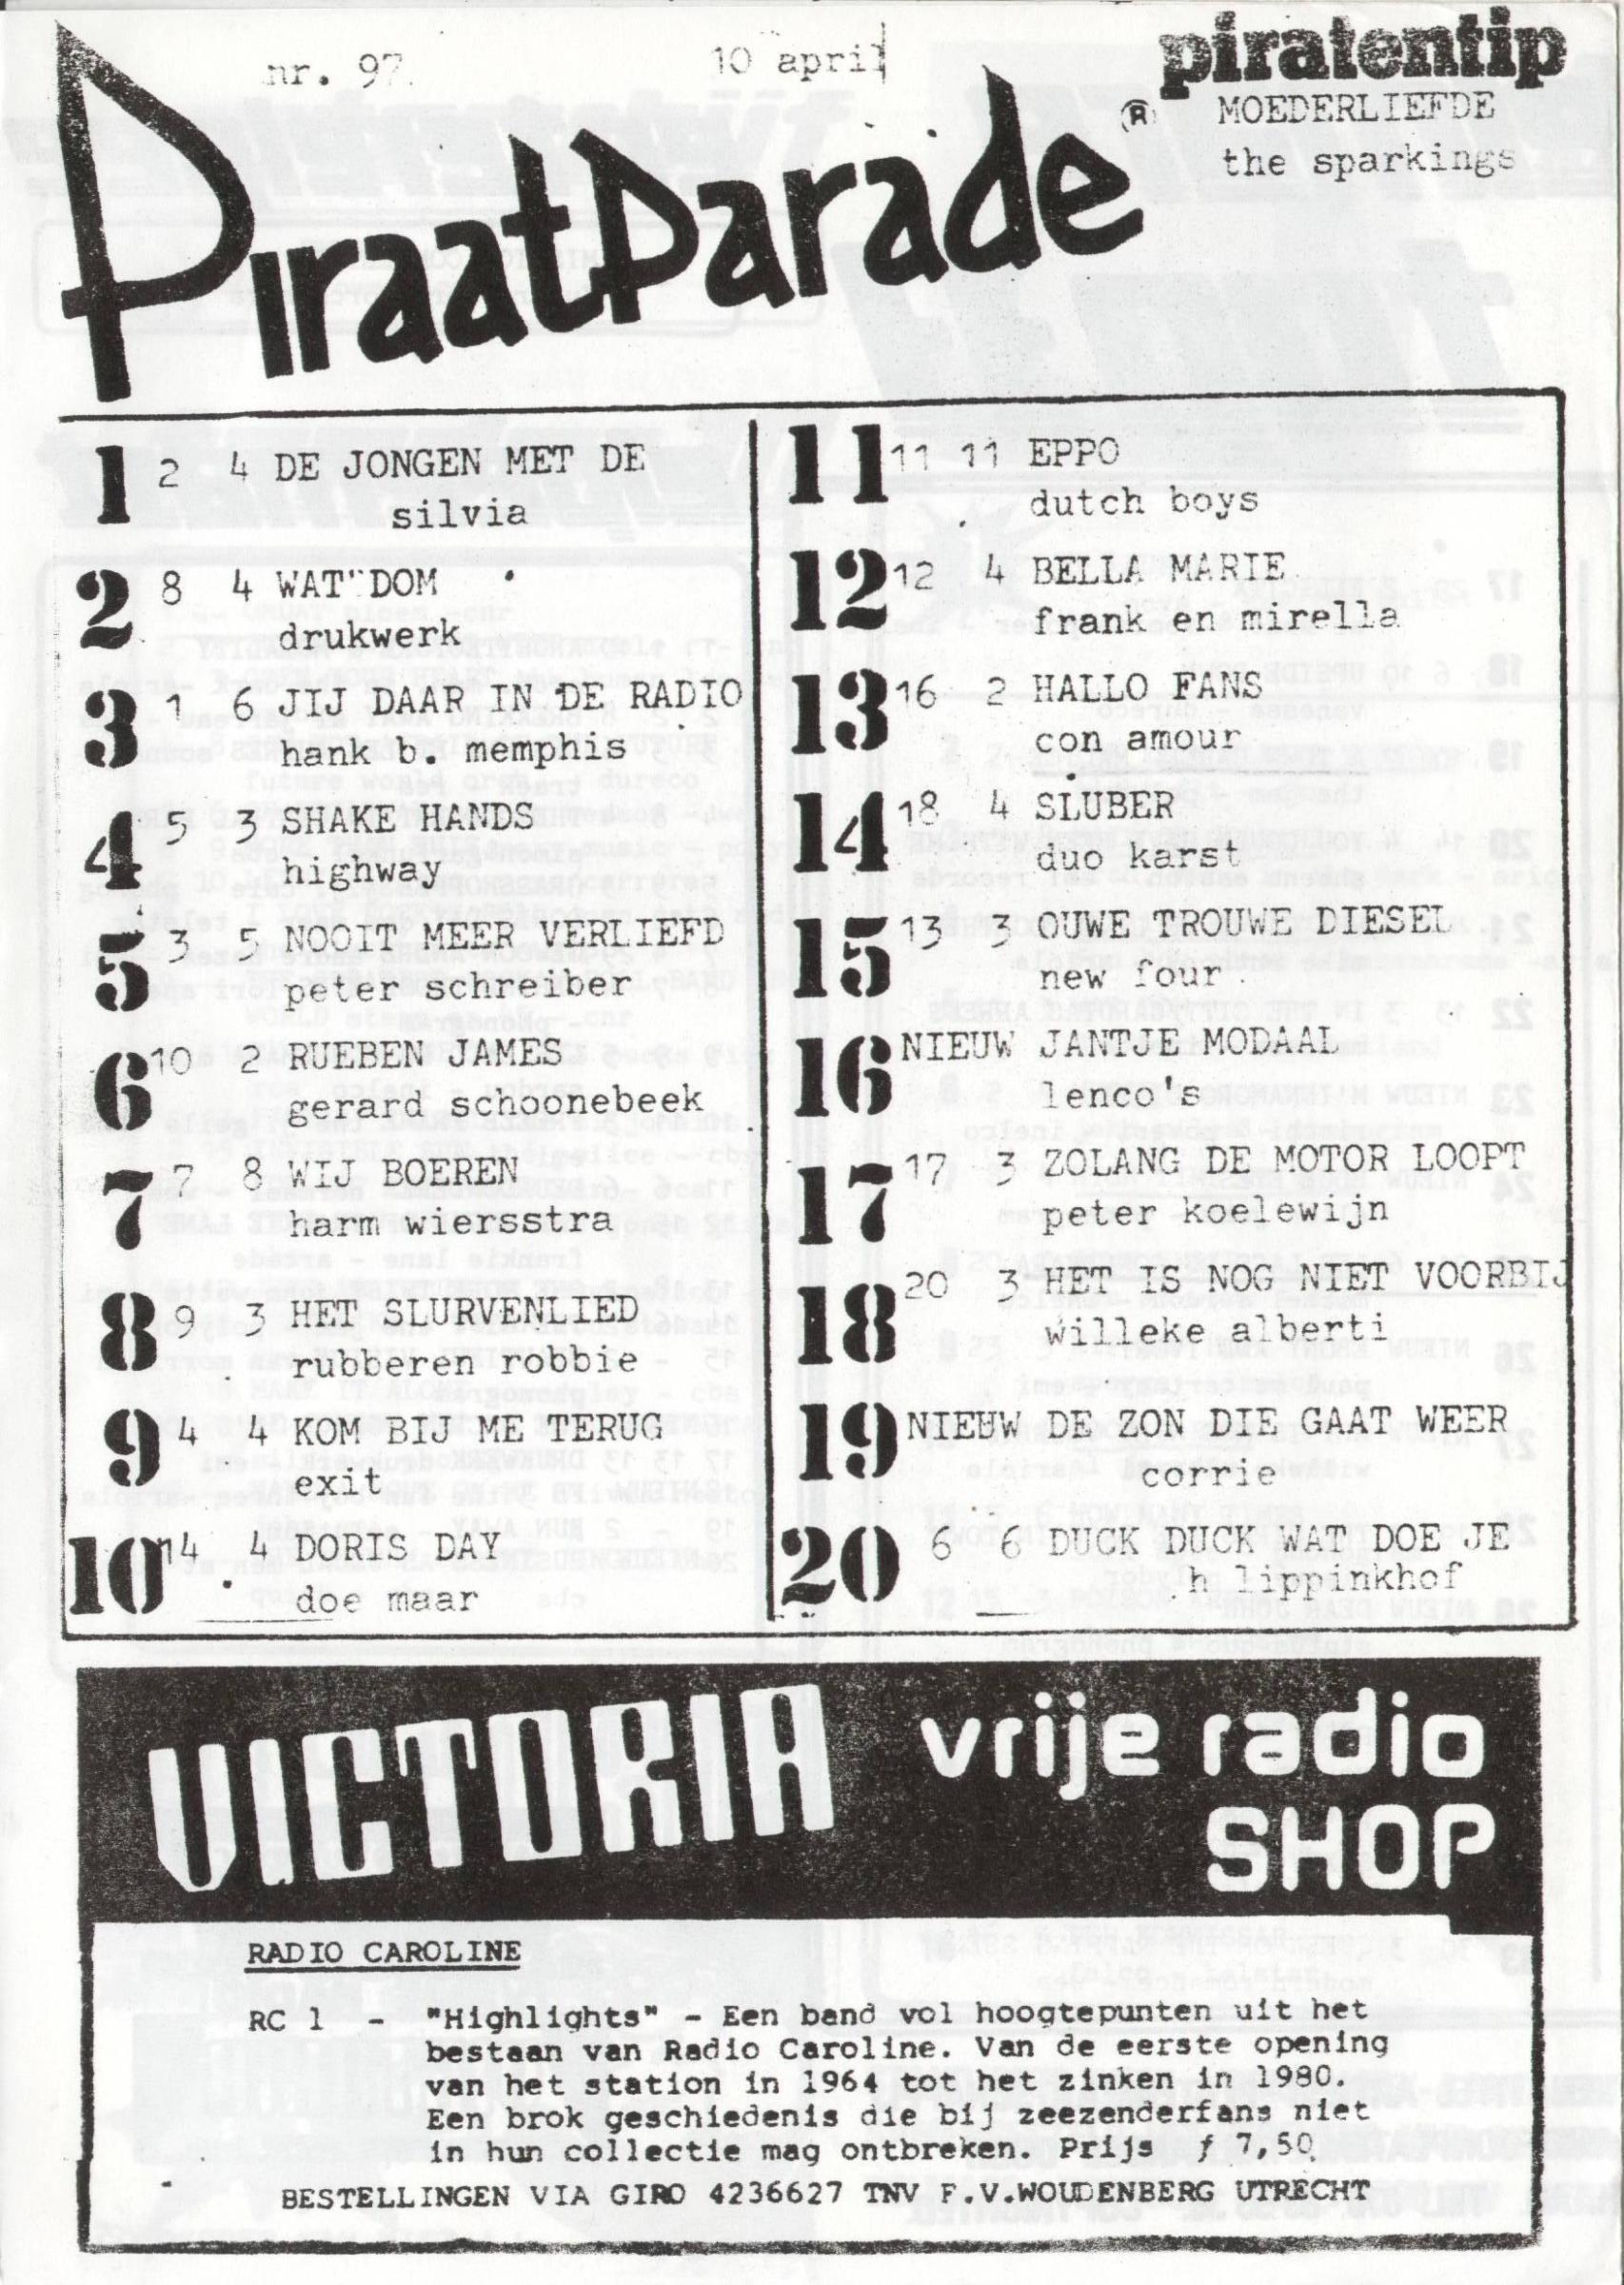 nr. 97
10 april
piratentip
® MOEDERLIEFDE
the sparkings
PiraatParade
1 2 4 DE JONGEN MET DE
silvia
2 8 4 WAT DOM
drukwerk
3 1 6 JIJ DAAR IN DE RADIO
hank b. memphis
4 5 3 SHAKE HANDS
highway
5 3 5 NOOIT MEER VERLIEFD
peter schreiber
6 10 2 RUEBEN JAMES
gerard schoonebeek
7 7 8 WIJ BOEREN
harm wiersstra
8 9 3 HET SLURVENLIED
rubberen robbie
9 4 4 KOM BIJ ME TERUG
exit
10 14 4 DORIS DAY
doe maar
11 11 11 EPPO
dutch boys
12 12 4 BELLA MARIE
frank en mirella
13 16 2 HALLO FANS
con amour
14 18 4 SLUBER
duo karst
15 13 3 OUWE TROUWE DIESEL
new four
16 NIEUW JANTJE MODAAL
lenco's
17 17 3 ZOLANG DE MOTOR LOOPT
peter koelewijn
18 20 3 HET IS NOG NIET VOORBIJ
willeke alberti
19 NIEUW DE ZON DIE GAAT WEER
corrie
20 6 6 DUCK DUCK WAT DOE JE
h lippinkhof
VICTORIA vrije radio
SHOP
RADIO CAROLINE
RC 1 - "Highlights" - Een band vol hoogtepunten uit het
bestaan van Radio Caroline. Van de eerste opening
van het station in 1964 tot het zinken in 1980.
Een brok geschiedenis die bij zeezenderfans niet
in hun collectie mag ontbreken. Prijs ƒ 7,50
BESTELLINGEN VIA GIRO 4236627 TNV F.V.WOUDENBERG UTRECHT